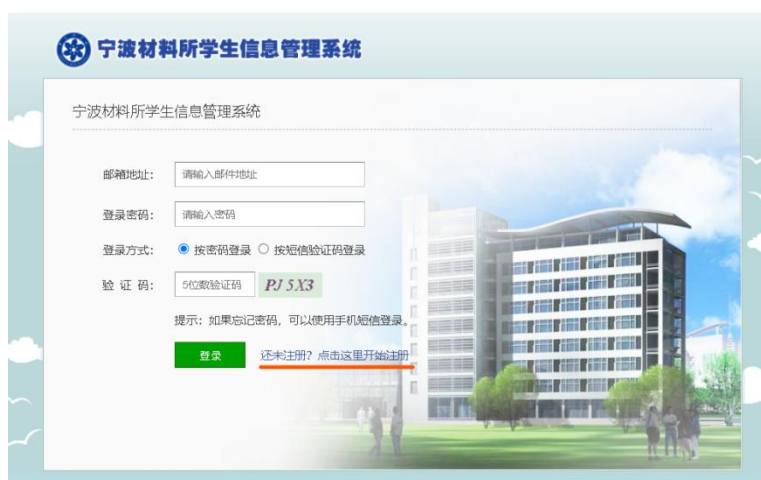 宁波材料所学生信息管理系统
宁波材料所学生信息管理系统
邮箱地址: 请输入邮件地址
登录密码: 请输入密码
登录方式: 按密码登录 按短信验证码登录
验 证 码: 5位数验证码 PJ5X3
提示: 如果忘记密码, 可以使用手机短信登录。
登录 还未注册? 点击这里开始注册